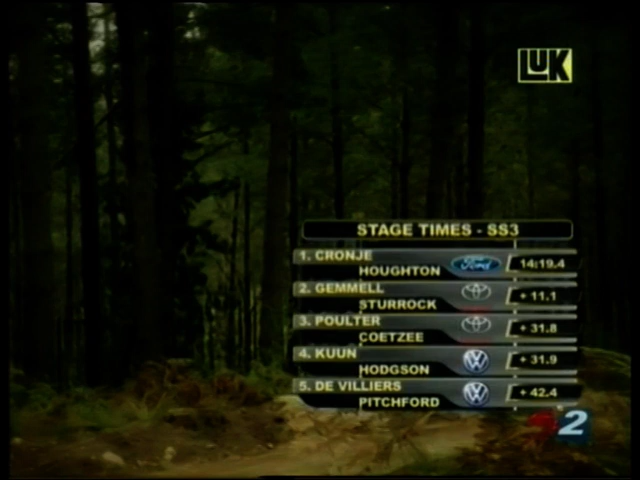 LUK
STAGE TIMES - SS3
1. CRONJE
HOUGHTON
Ford
14:19.4
2. GEMMELL
STURROCK
+ 11.1
3. POULTER
COETZEE
+ 31.8
4. KUUN
HODGSON
+ 31.9
5. DE VILLIERS
PITCHFORD
+ 42.4
2